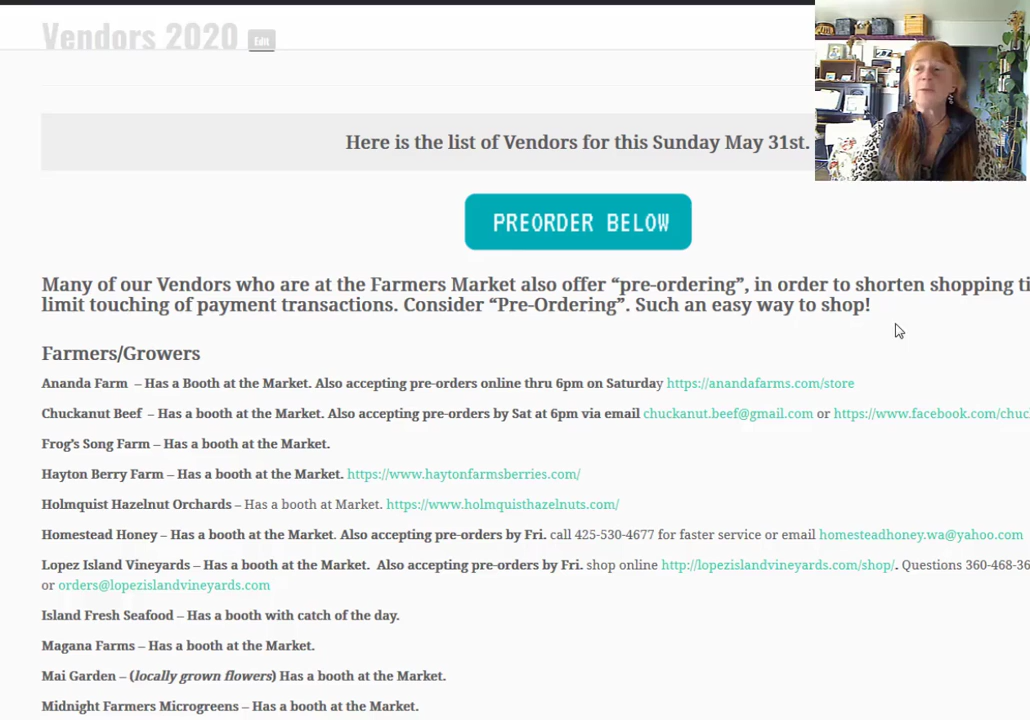 Vendors 2020 Edit
Here is the list of Vendors for this Sunday May 31st.
PREORDER BELOW
Many of our Vendors who are at the Farmers Market also offer “pre-ordering”, in order to shorten shopping
limit touching of payment transactions. Consider “Pre-Ordering”. Such an easy way to shop!
Farmers/Growers
Ananda Farm – Has a Booth at the Market. Also accepting pre-orders online thru 6pm on Saturday https://anandafarms.com/store
Chuckanut Beef – Has a booth at the Market. Also accepting pre-orders by Sat at 6pm via email chuckanut.beef@gmail.com or https://www.facebook.com/chuc
Frog’s Song Farm – Has a booth at the Market.
Hayton Berry Farm – Has a booth at the Market. https://www.haytonfarmsberries.com/
Holmquist Hazelnut Orchards – Has a booth at Market. https://www.holmquisthazelnuts.com/
Homestead Honey – Has a booth at the Market. Also accepting pre-orders by Fri. call 425-530-4677 for faster service or email homesteadhoney.wa@yahoo.com
Lopez Island Vineyards – Has a booth at the Market. Also accepting pre-orders by Fri. shop online http://lopezislandvineyards.com/shop/. Questions 360-468-36
or orders@lopezislandvineyards.com
Island Fresh Seafood – Has a booth with catch of the day.
Magana Farms – Has a booth at the Market.
Mai Garden – (locally grown flowers) Has a booth at the Market.
Midnight Farmers Microgreens – Has a booth at the Market.